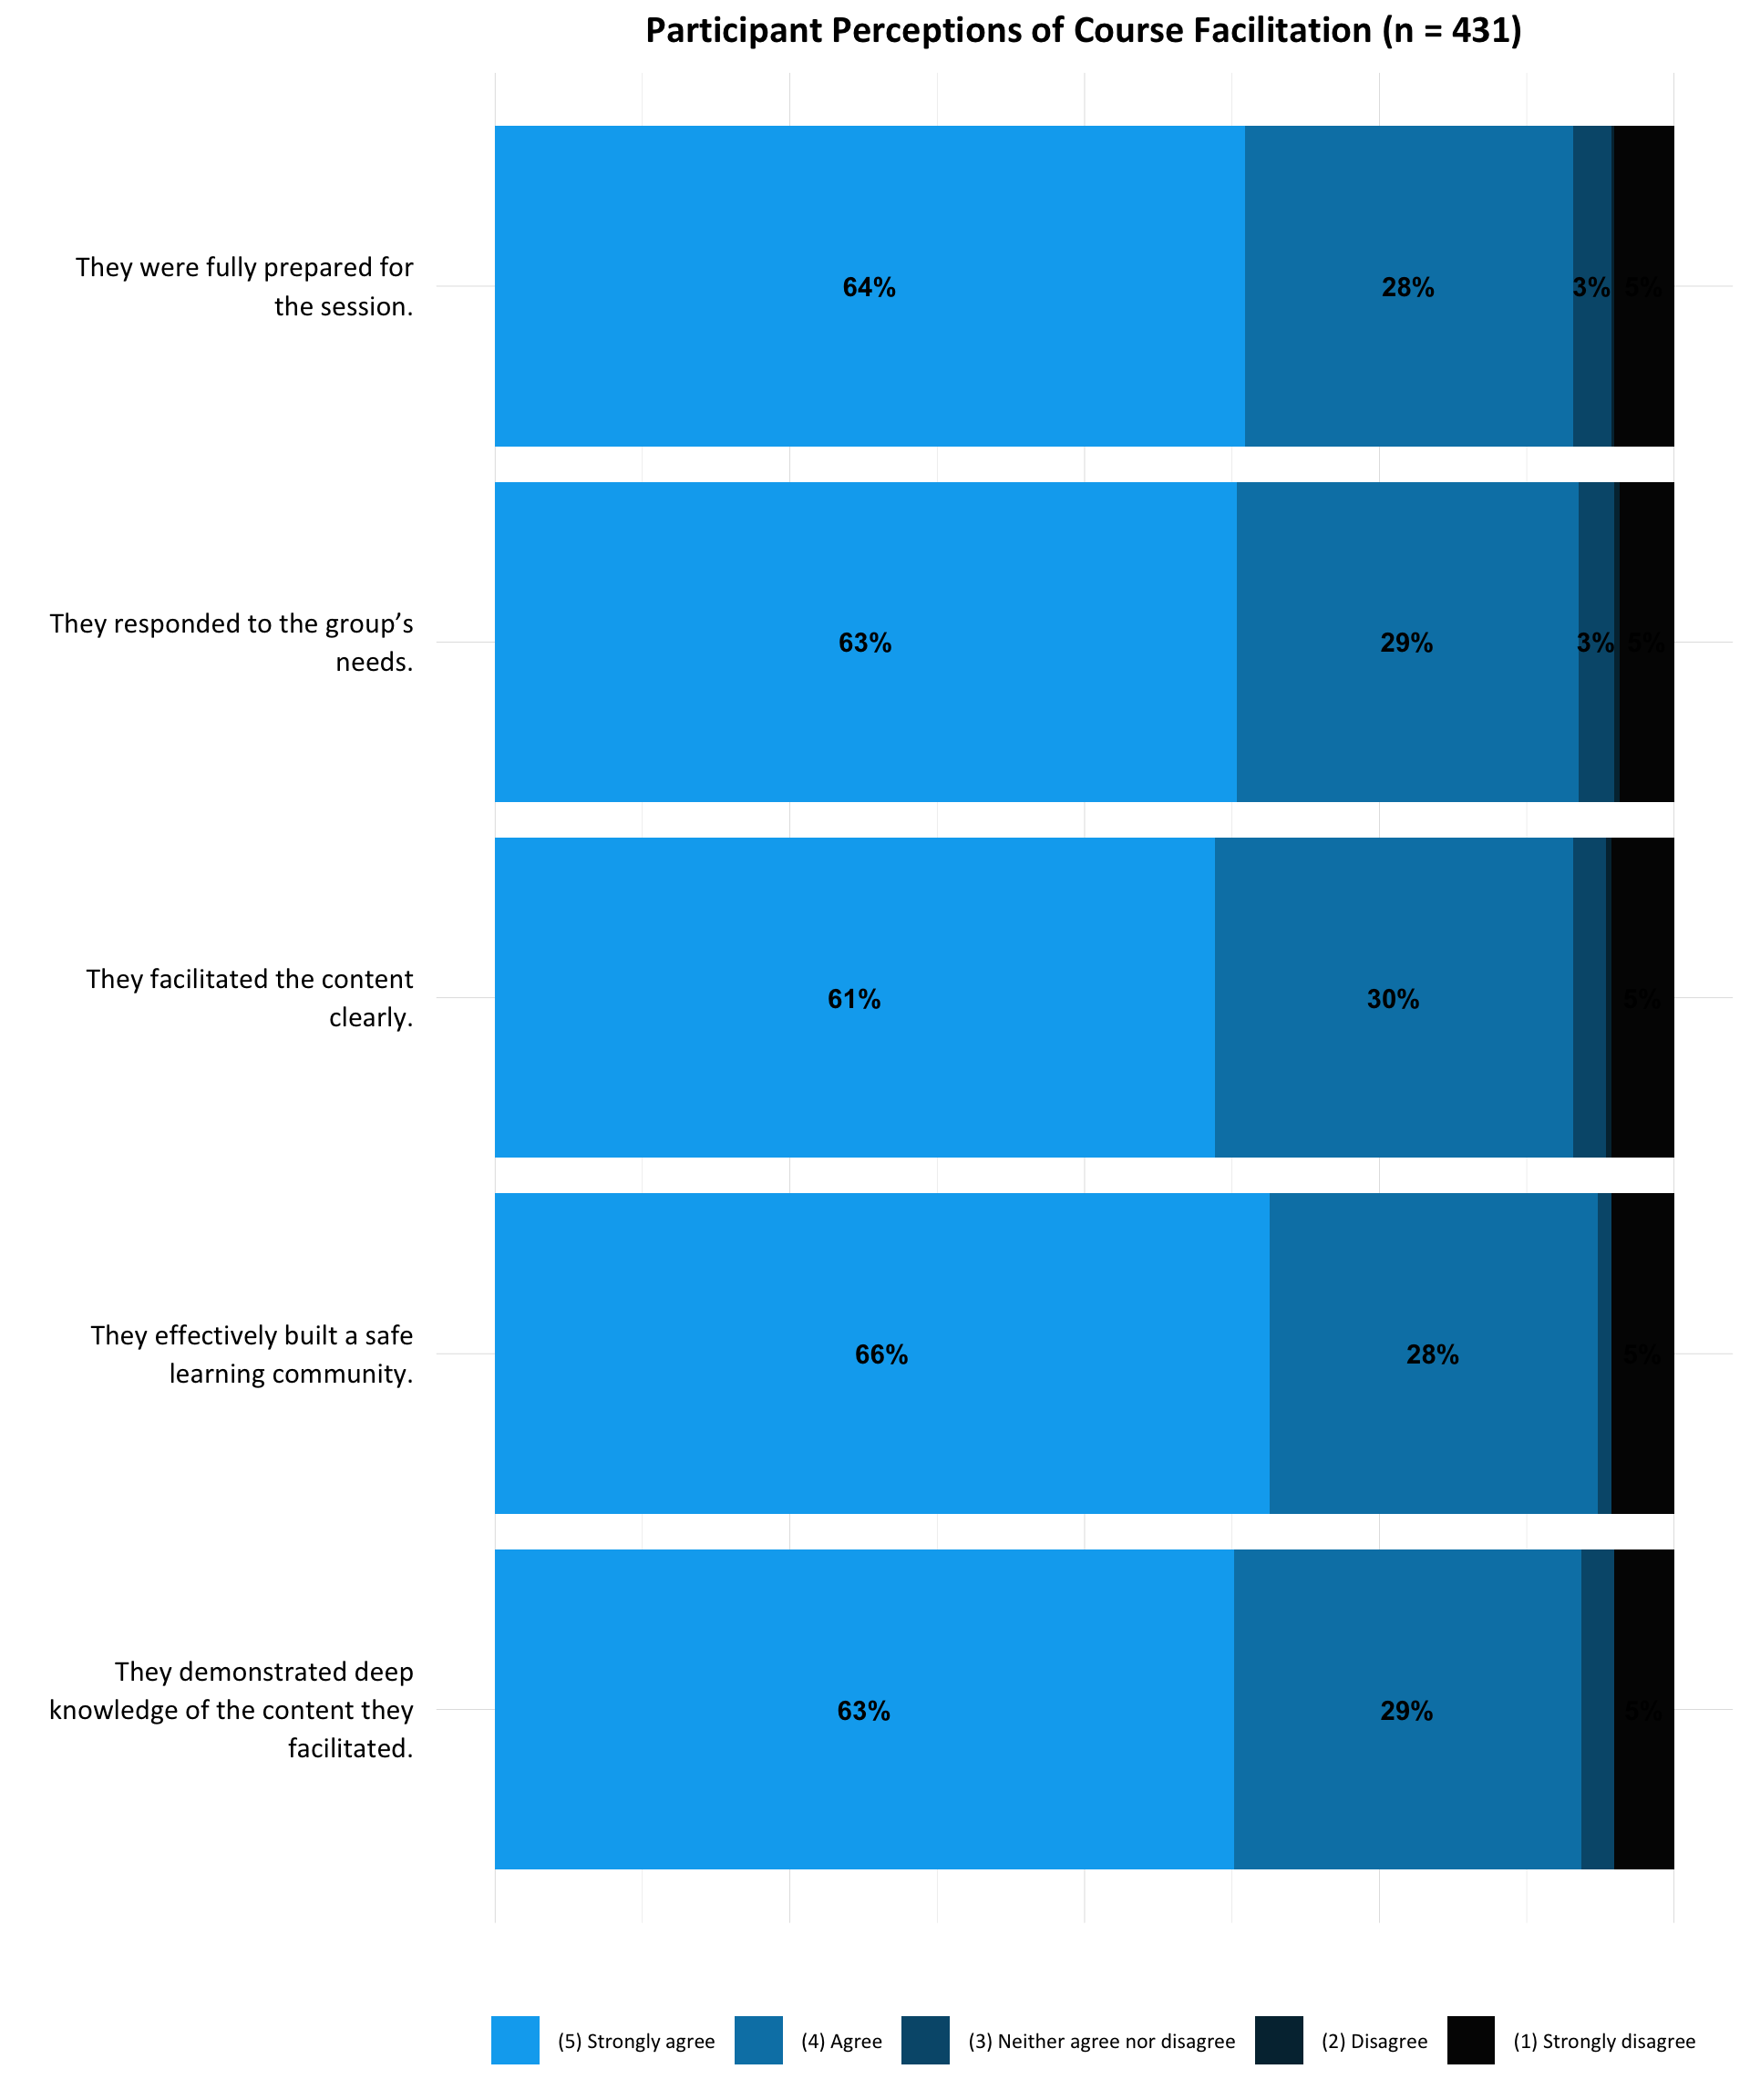 Participant Perceptions of Course Facilitation (n = 431)
They were fully prepared for
the session.
64% 28% 3% 5%
They responded to the group’s
needs.
63% 29% 3% 5%
They facilitated the content
clearly.
61% 30% 5%
They effectively built a safe
learning community.
66% 28% 5%
They demonstrated deep
knowledge of the content they
facilitated.
63% 29% 5%
(5) Strongly agree (4) Agree (3) Neither agree nor disagree (2) Disagree (1) Strongly disagree